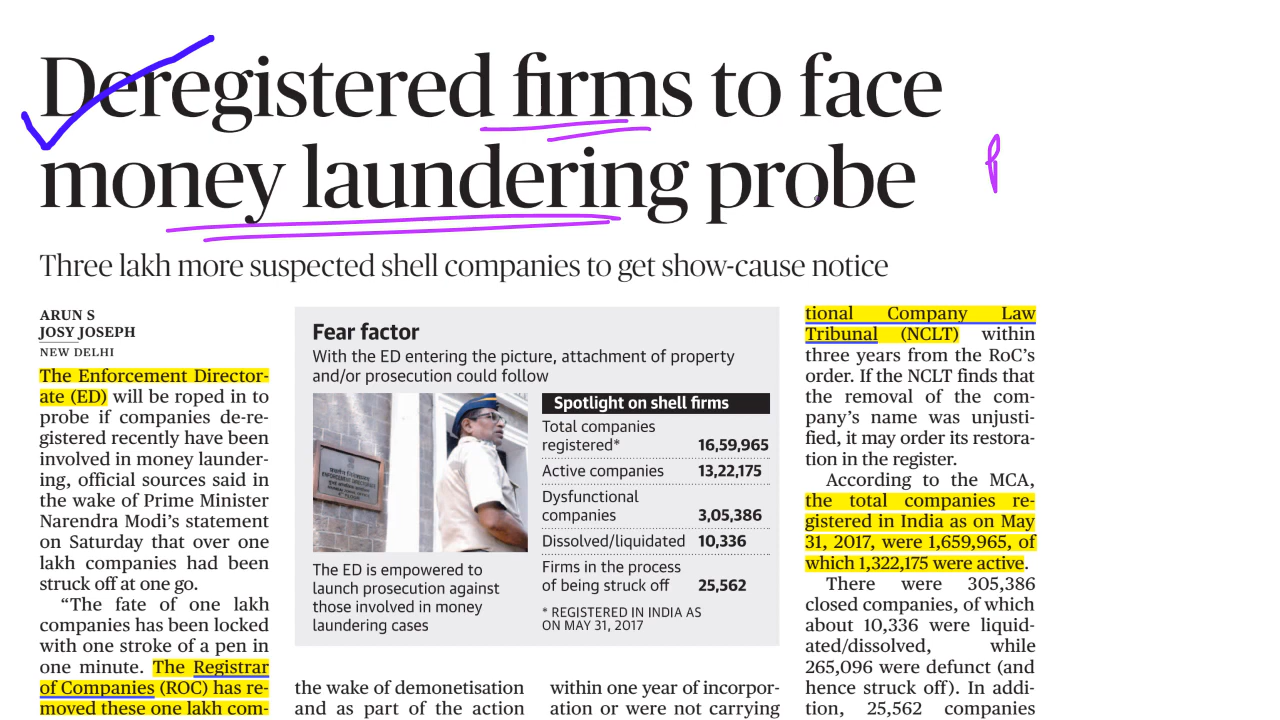 Deregistered firms to face
money laundering probe
Three lakh more suspected shell companies to get show-cause notice
ARUN S
JOSY JOSEPH
NEW DELHI
The Enforcement Director-
ate (ED) will be roped in to
probe if companies de-re-
gistered recently have been
involved in money launder-
ing, official sources said in
the wake of Prime Minister
Narendra Modi’s statement
on Saturday that over one
lakh companies had been
struck off at one go.
“The fate of one lakh
companies has been locked
with one stroke of a pen in
one minute. The Registrar
of Companies (ROC) has re-
moved these one lakh com-
Fear factor
With the ED entering the picture, attachment of property
and/or prosecution could follow
The ED is empowered to
launch prosecution against
those involved in money
laundering cases
Spotlight on shell firms
Total companies
registered* 16,59,965
Active companies 13,22,175
Dysfunctional
companies 3,05,386
Dissolved/liquidated 10,336
Firms in the process
of being struck off 25,562
* REGISTERED IN INDIA AS
ON MAY 31, 2017
the wake of demonetisation
and as part of the action
within one year of incorpor-
ation or were not carrying
tional Company Law
Tribunal (NCLT) within
three years from the RoC’s
order. If the NCLT finds that
the removal of the com-
pany’s name was unjusti-
fied, it may order its restora-
tion in the register.
According to the MCA,
the total companies re-
gistered in India as on May
31, 2017, were 1,659,965, of
which 1,322,175 were active.
There were 305,386
closed companies, of which
about 10,336 were liquid-
ated/dissolved, while
265,096 were defunct (and
hence struck off). In addi-
tion, 25,562 companies